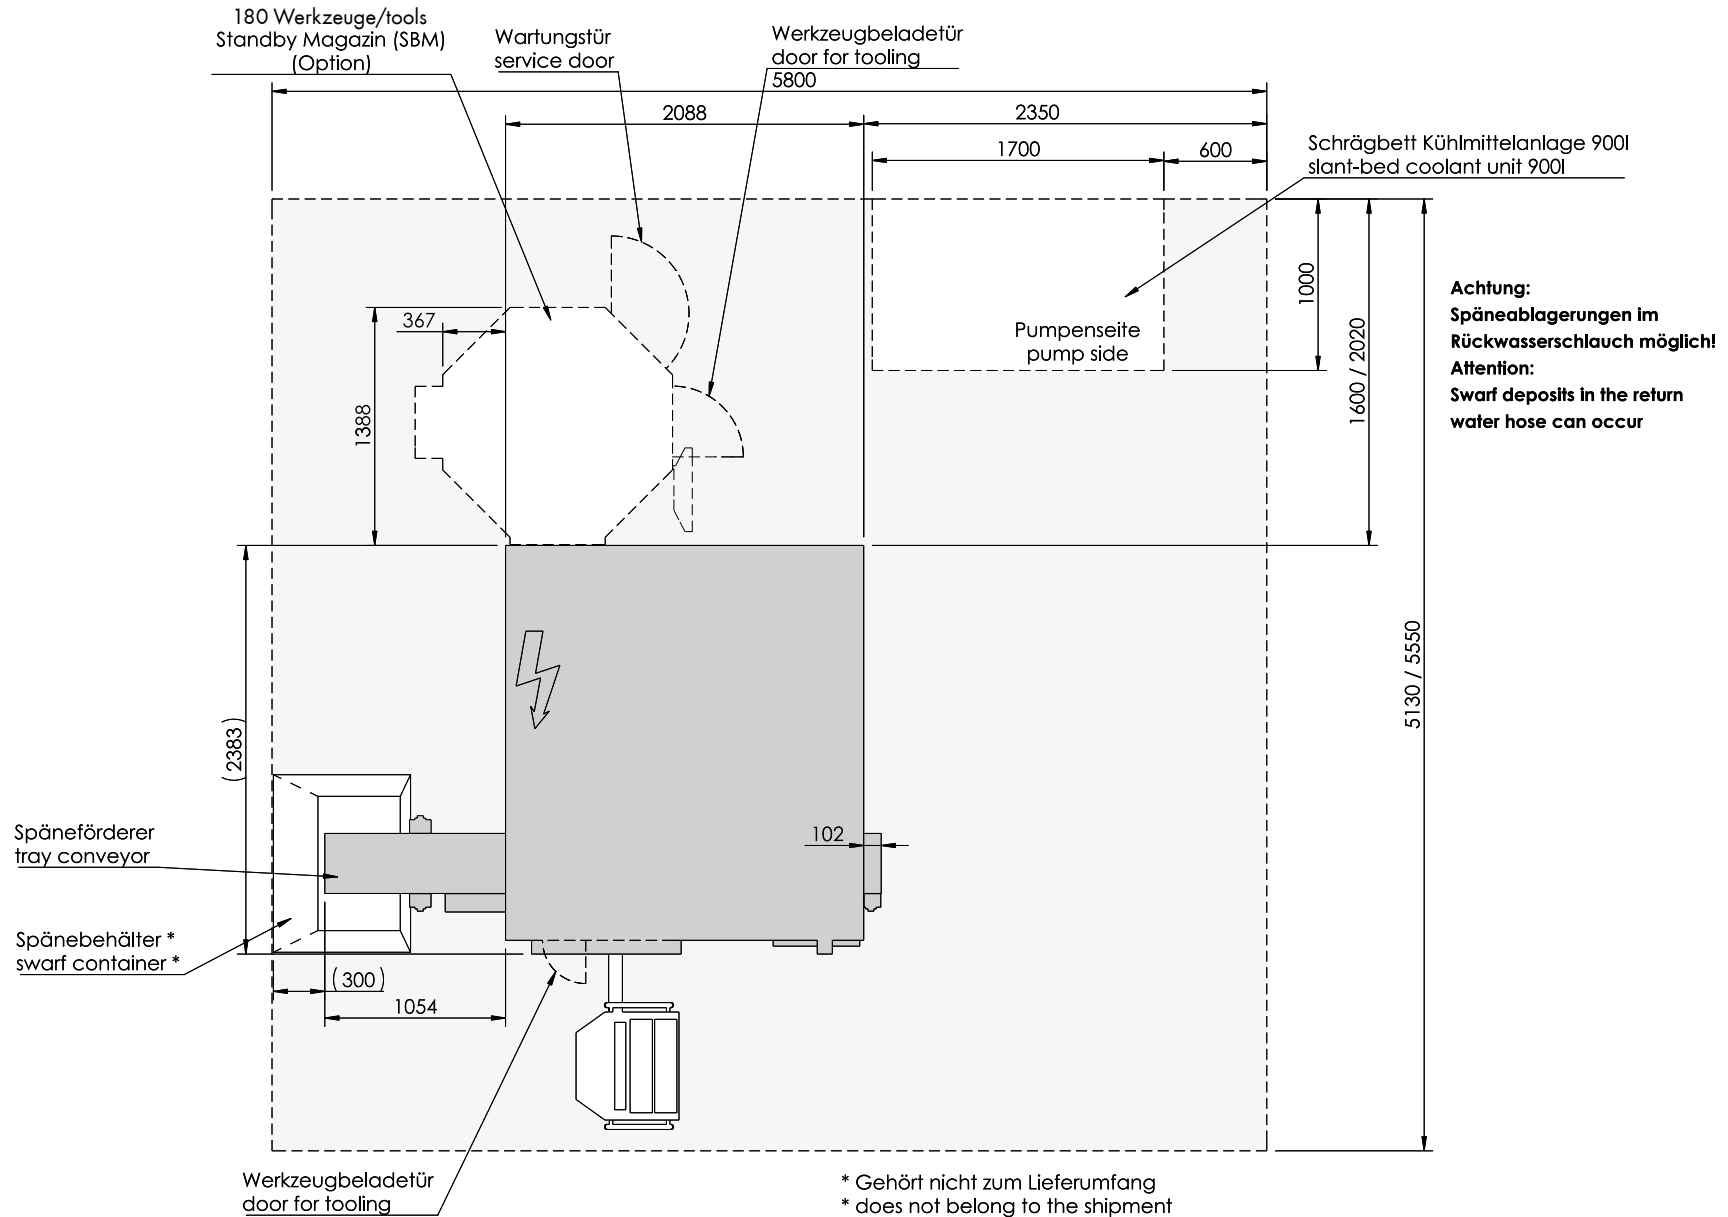 180 Werkzeuge/tools
Standby Magazin (SBM)
(Option)
Wartungstür
service door
Werkzeugbeladetür
door for tooling
5800
2088
2350
1700
600
Schrägbett Kühlmittelanlage 900l
slant-bed coolant unit 900l
1000
1600 / 2020
Pumpenseite
pump side
Achtung:
Späneablagerungen im
Rückwasserschlauch möglich!
Attention:
Swarf deposits in the return
water hose can occur
367
1388
5130 / 5550
(2383)
Späneförderer
tray conveyor
102
Spänebehälter *
swarf container *
(300)
1054
Werkzeugbeladetür
door for tooling
* Gehört nicht zum Lieferumfang
* does not belong to the shipment